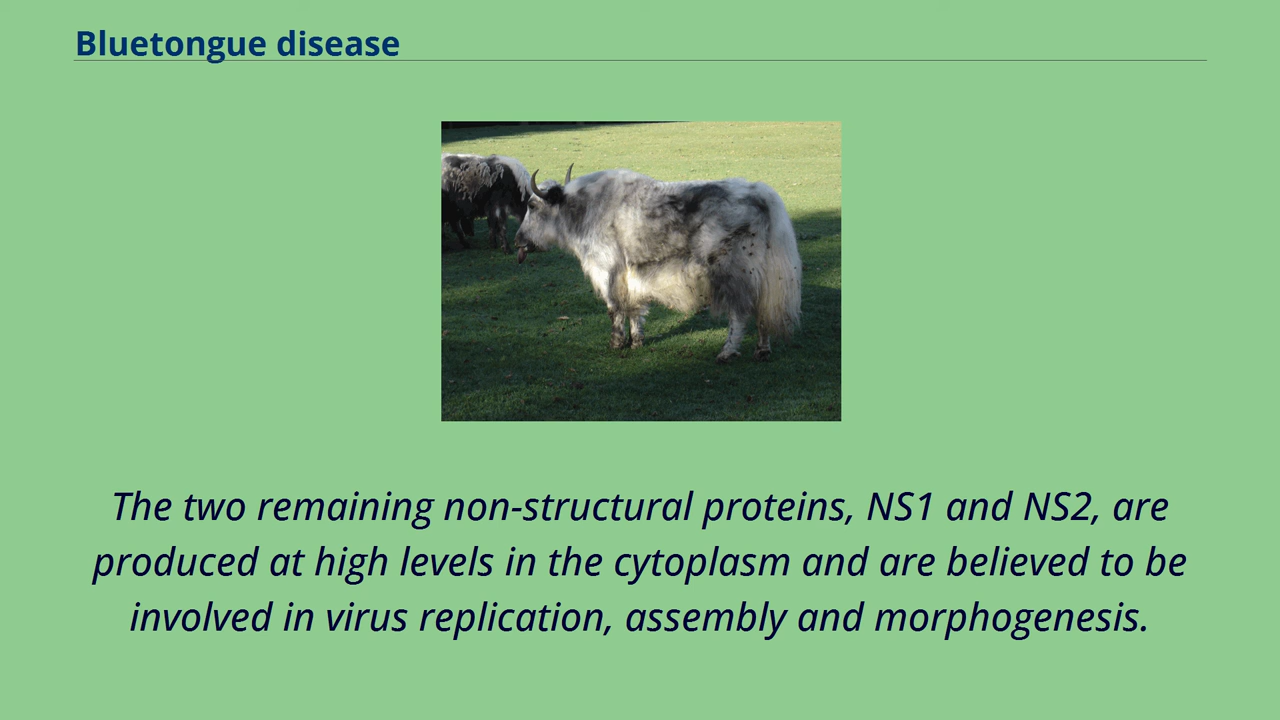 Bluetongue disease
The two remaining non-structural proteins, NS1 and NS2, are
produced at high levels in the cytoplasm and are believed to be
involved in virus replication, assembly and morphogenesis.